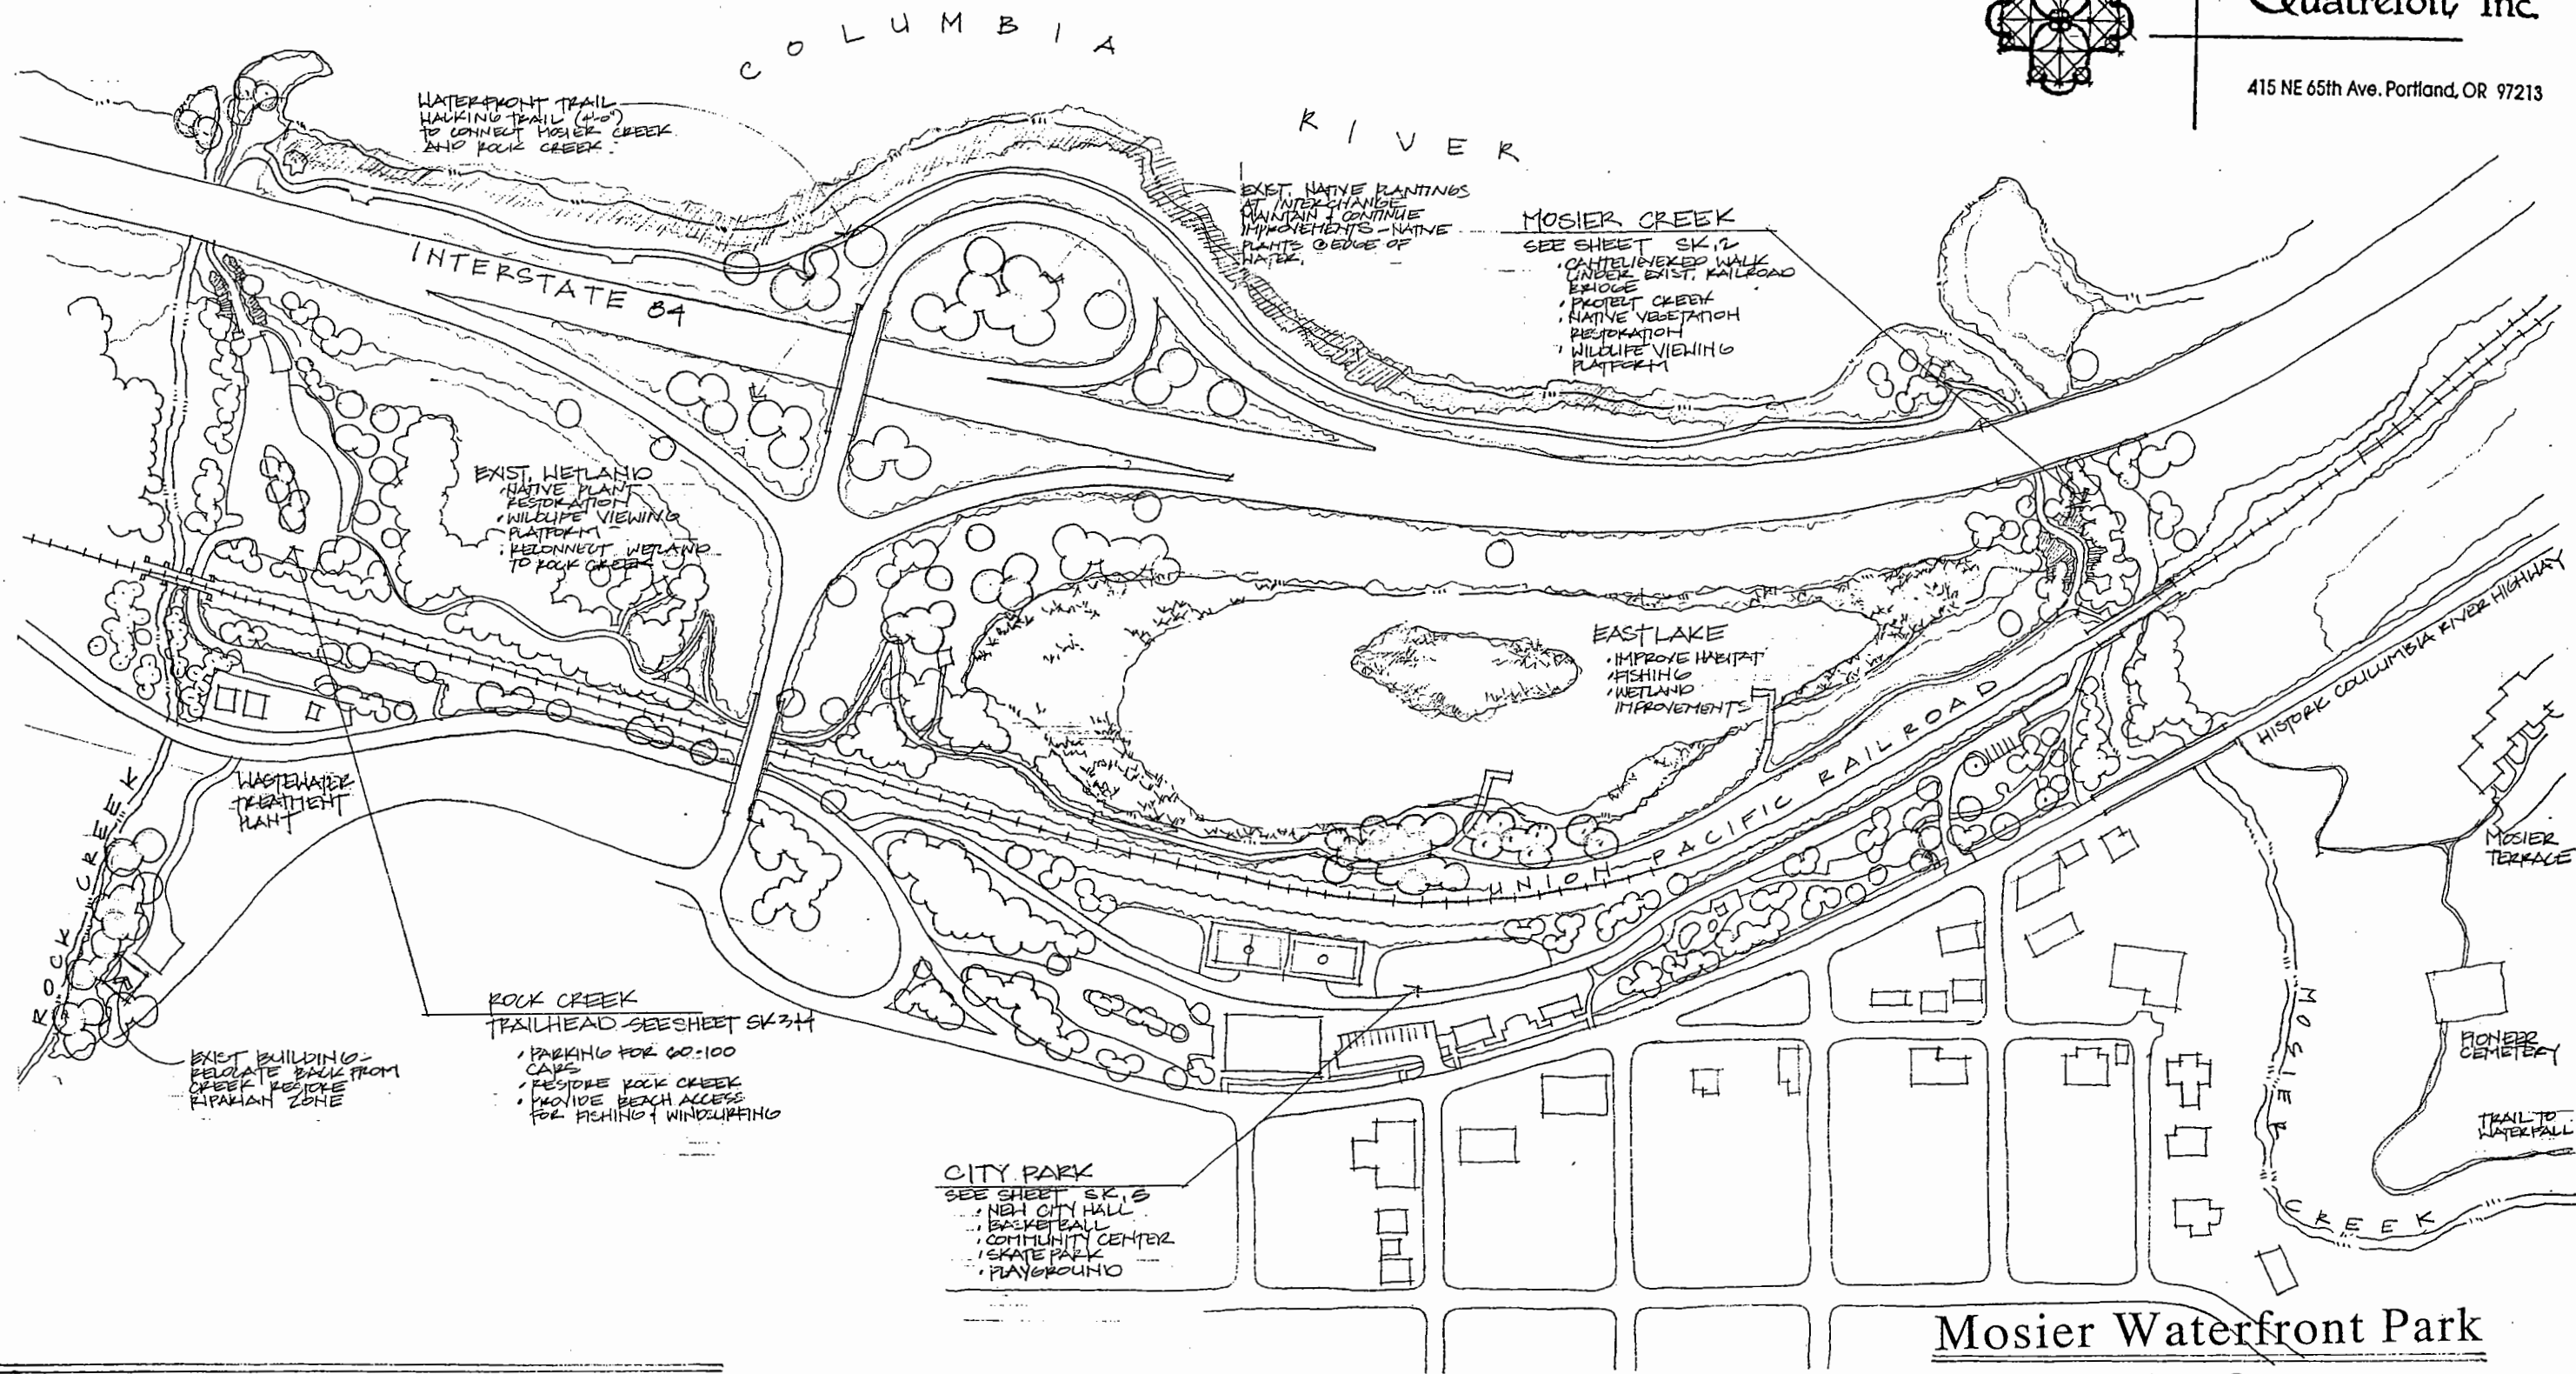 COLUMBIA
RIVER
Quatrefoil, Inc.
415 NE 65th Ave. Portland, OR 97213
WATERFRONT TRAIL
WALKING TRAIL (4'-0")
TO CONNECT MOSIER CREEK
AND ROCK CREEK.
EXIST. NATIVE PLANTINGS
AT INTERCHANGE
MAINTAIN & CONTINUE
IMPROVEMENTS - NATIVE
PLANTS @ EDGE OF
WATER.
MOSIER CREEK
SEE SHEET SK.2
• CANTELIEVERED WALK
UNDER EXIST. RAILROAD
BRIDGE
• PROTECT CREEK
• NATIVE VEGETATION
RESTORATION
• WILDLIFE VIEWING
PLATFORM
INTERSTATE 84
EXIST. WETLAND
• NATIVE PLANT
RESTORATION
• WILDLIFE VIEWING
PLATFORM
• RECONNECT WETLAND
TO ROCK CREEK
EASTLAKE
• IMPROVE HABITAT
• FISHING
• WETLAND
IMPROVEMENTS
UNION PACIFIC RAILROAD
HISTORIC COULUMBIA RIVER HIGHWAY
WASTEWATER
TREATMENT
PLANT
ROCK CREEK
MOSIER
TERRACE
ROCK CREEK
TRAILHEAD - SEE SHEET SK 3+4
• PARKING FOR 60-100
CARS
• RESTORE ROCK CREEK
• PROVIDE BEACH ACCESS
FOR FISHING & WINDSURFING
EXIST BUILDING -
RELOCATE BACK FROM
CREEK RESTORE
RIPARIAN ZONE
PIONEER
CEMETERY
MOSIER CREEK
TRAIL TO
WATERFALL
CITY PARK
SEE SHEET SK.5
• NEW CITY HALL
• BASKETBALL
• COMMUNITY CENTER
• SKATE PARK
• PLAYGROUND
Mosier Waterfront Park